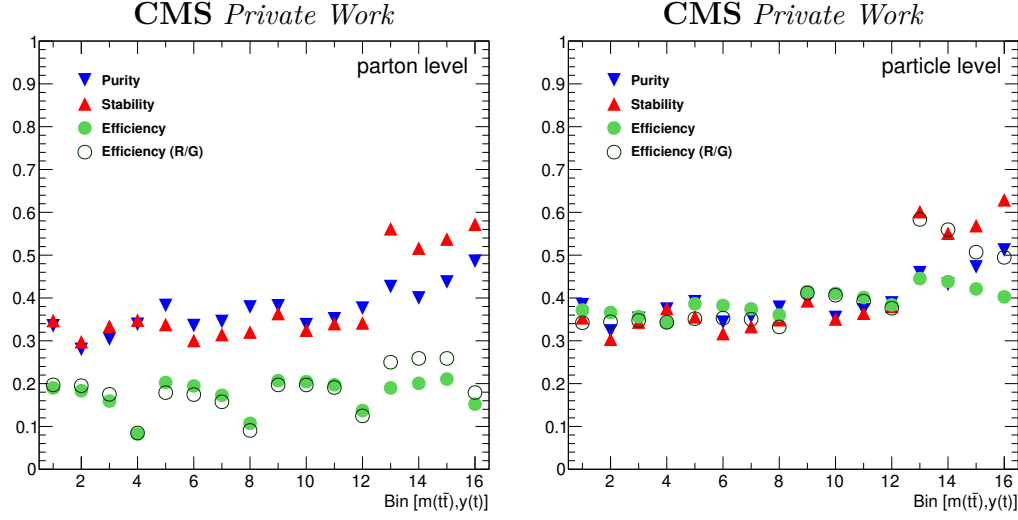 CMS Private Work
parton level
Purity
Stability
Efficiency
Efficiency (R/G)
1
0.9
0.8
0.7
0.6
0.5
0.4
0.3
0.2
0.1
0
2 4 6 8 10 12 14 16
Bin [m(tt̄),y(t)]
CMS Private Work
particle level
Purity
Stability
Efficiency
Efficiency (R/G)
1
0.9
0.8
0.7
0.6
0.5
0.4
0.3
0.2
0.1
0
2 4 6 8 10 12 14 16
Bin [m(tt̄),y(t)]